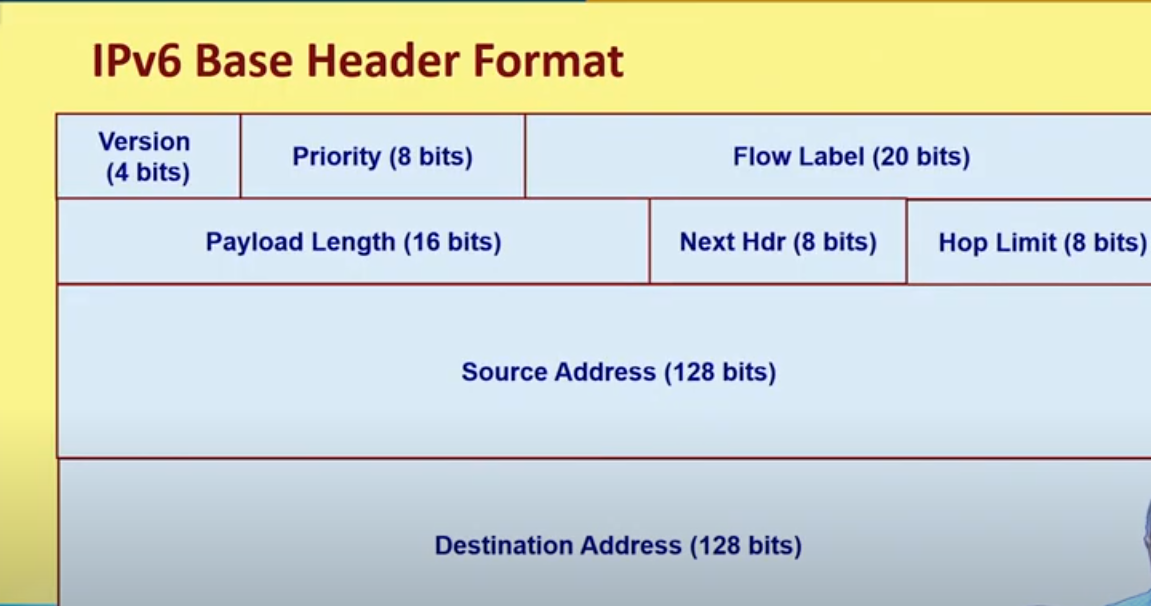 IPv6 Base Header Format
Version
(4 bits)
Priority (8 bits)
Flow Label (20 bits)
Payload Length (16 bits)
Next Hdr (8 bits)
Hop Limit (8 bits)
Source Address (128 bits)
Destination Address (128 bits)